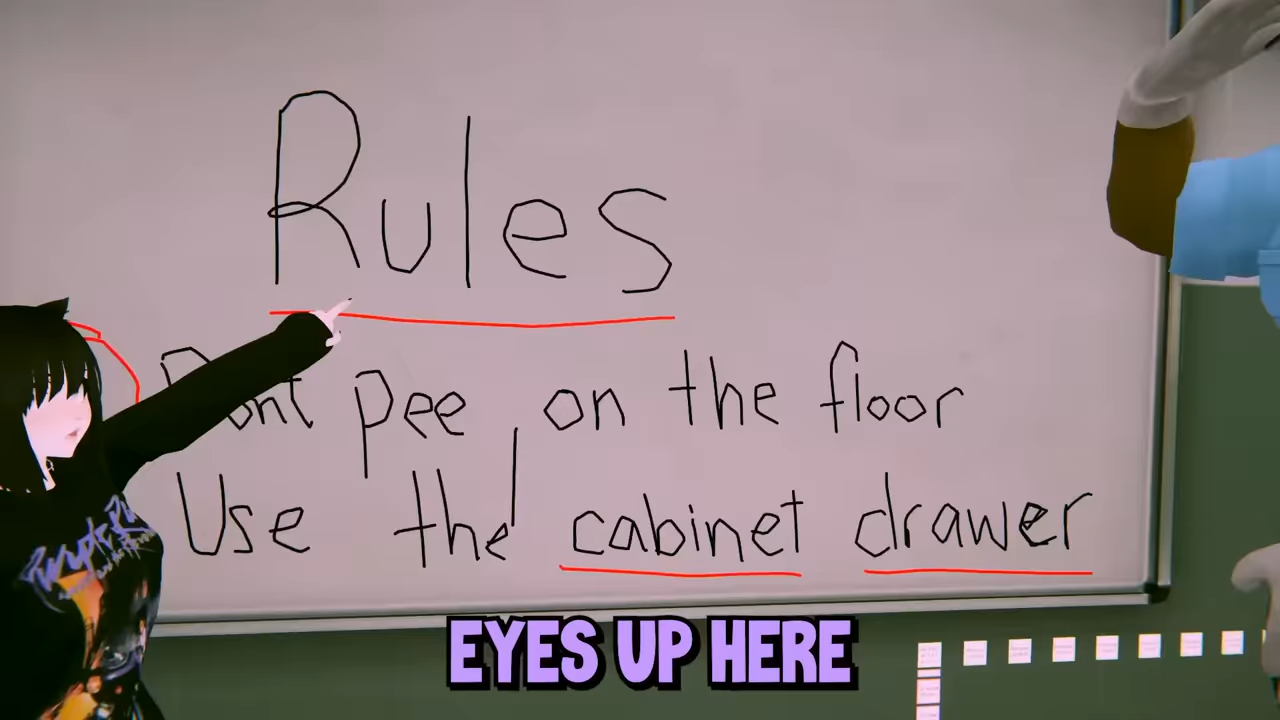 Rules
Dont pee on the floor
Use the cabinet drawer
EYES UP HERE